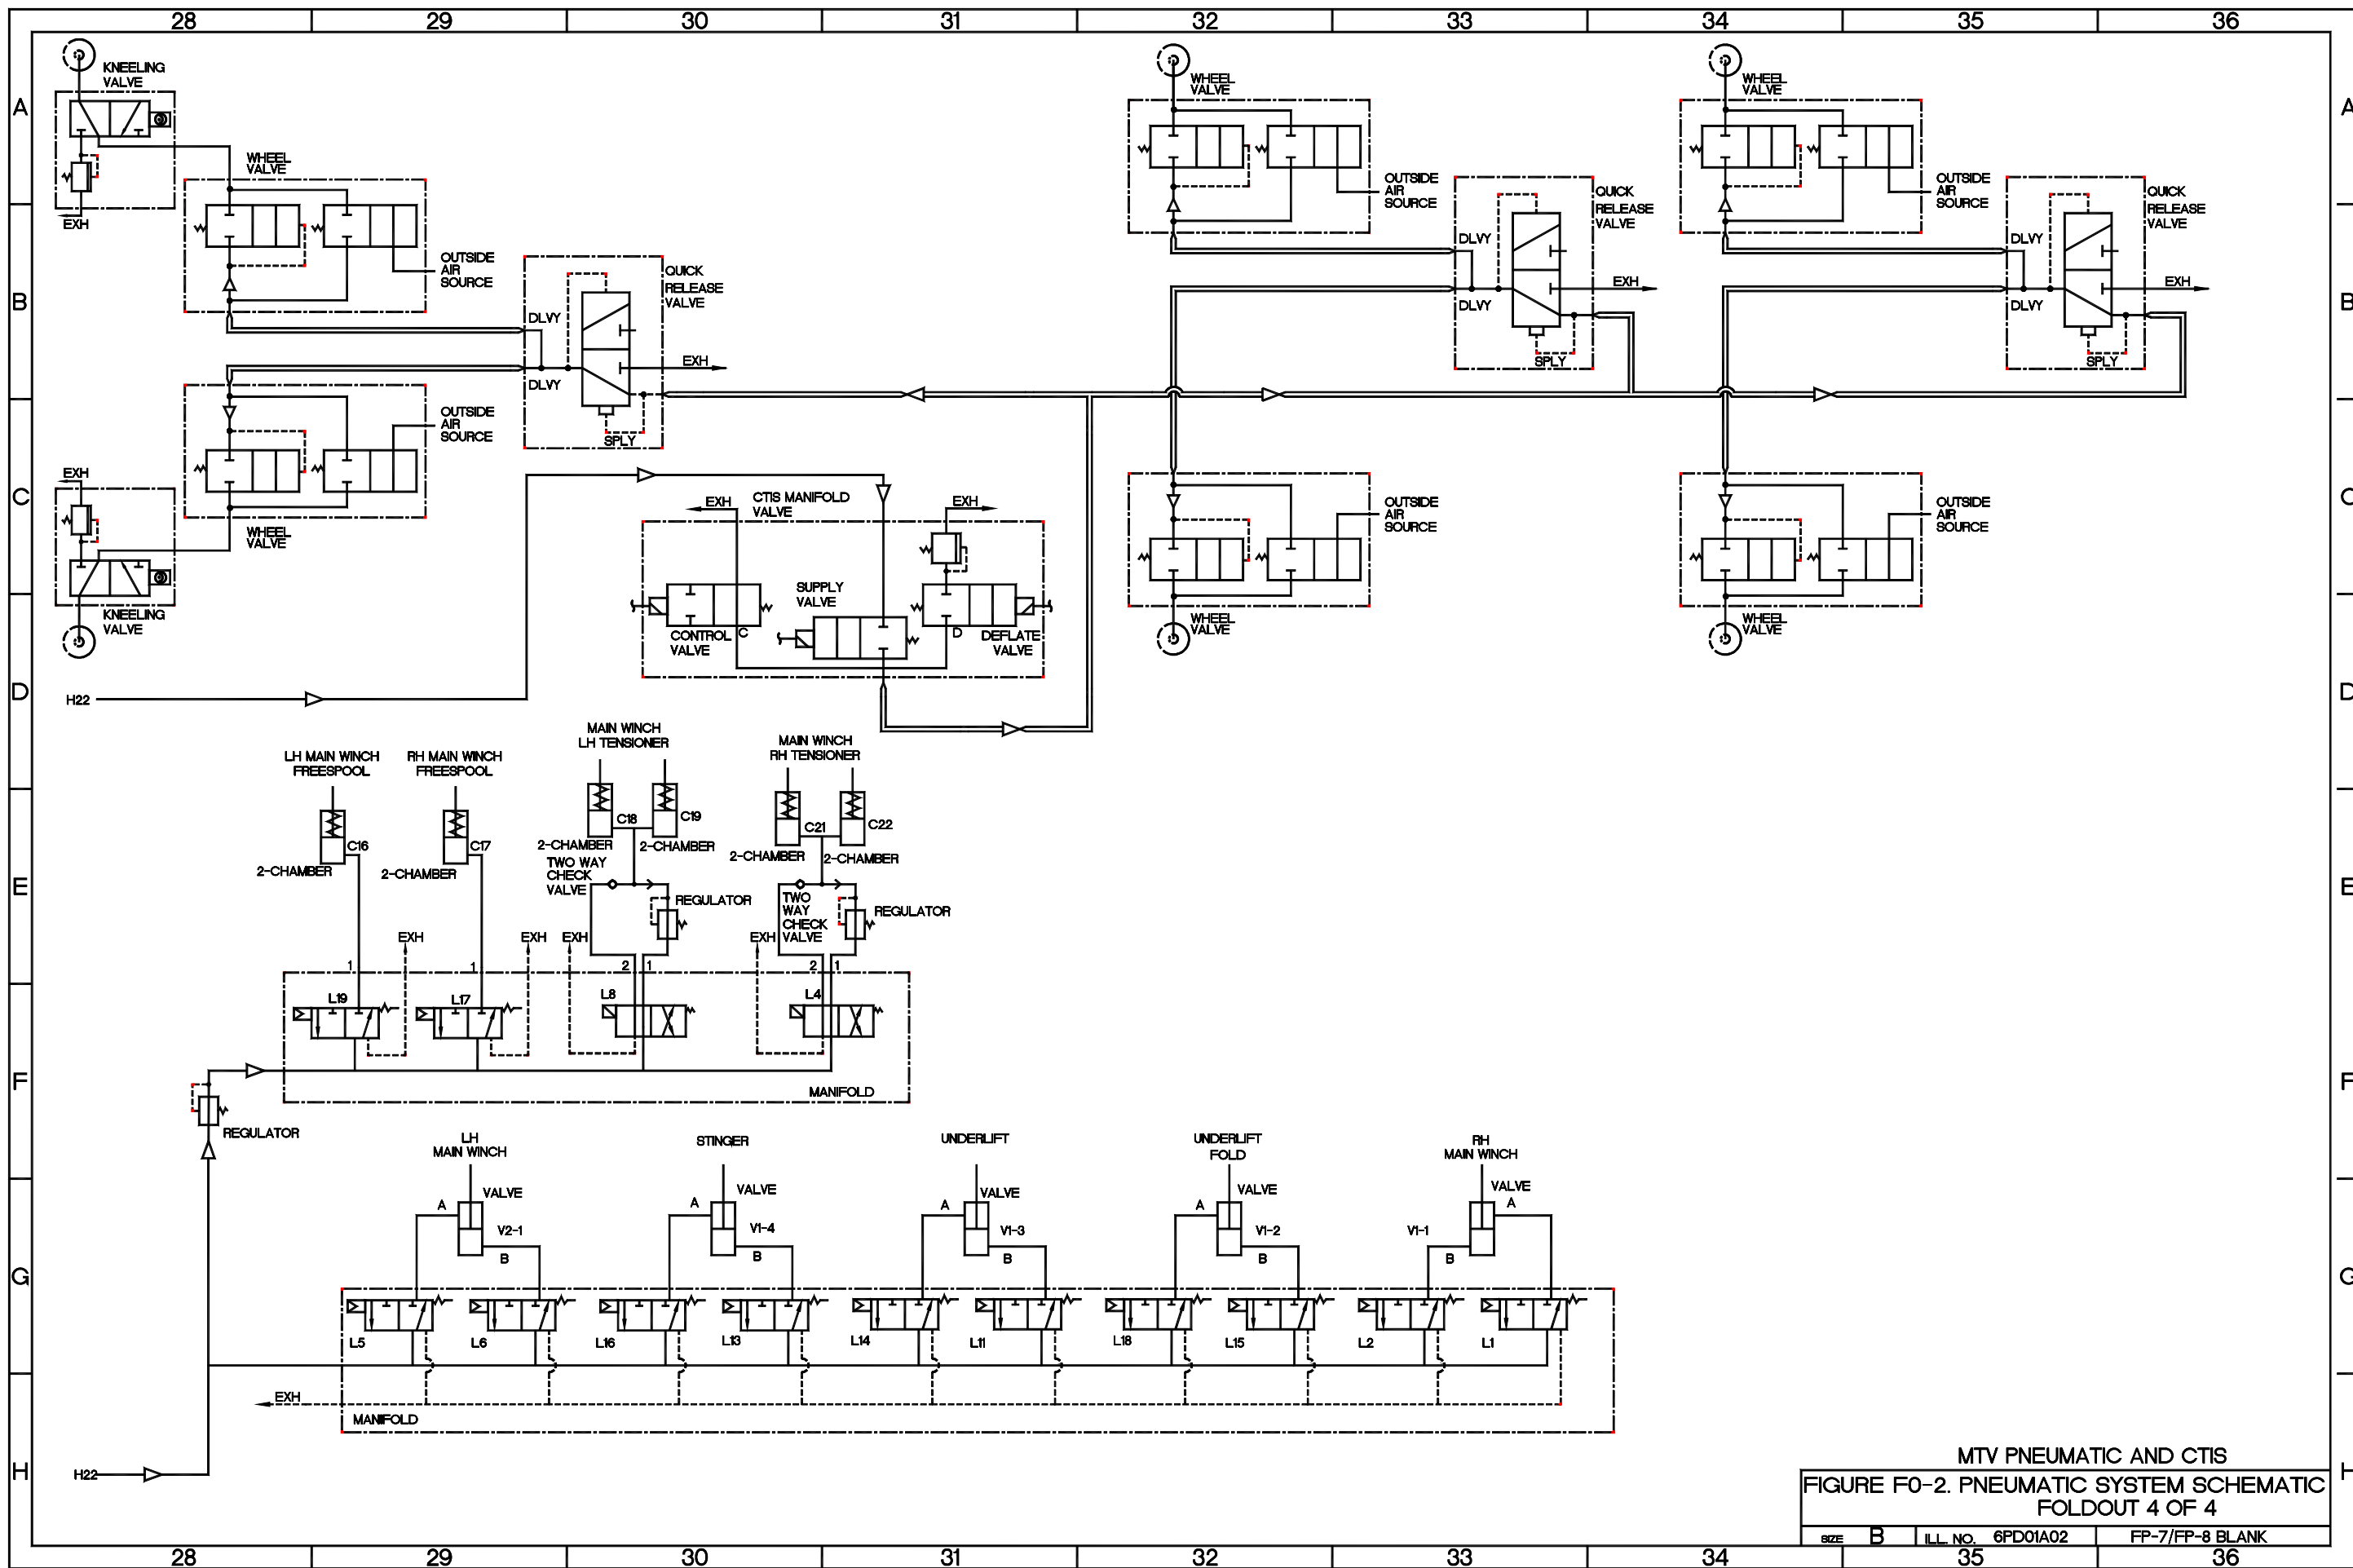 28 29 30 31 32 33 34 35 36
A
B
C
D
E
F
G
H
A
B
C
D
E
F
G
H
KNEELING
VALVE
EXH
WHEEL
VALVE
OUTSIDE
AIR
SOURCE
DLVY
DLVY
QUICK
RELEASE
VALVE
EXH
SPLY
OUTSIDE
AIR
SOURCE
WHEEL
VALVE
EXH
KNEELING
VALVE
WHEEL
VALVE
OUTSIDE
AIR
SOURCE
DLVY
DLVY
QUICK
RELEASE
VALVE
EXH
SPLY
OUTSIDE
AIR
SOURCE
WHEEL
VALVE
WHEEL
VALVE
OUTSIDE
AIR
SOURCE
DLVY
DLVY
QUICK
RELEASE
VALVE
EXH
SPLY
OUTSIDE
AIR
SOURCE
WHEEL
VALVE
EXH
CTIS MANIFOLD
VALVE
EXH
SUPPLY
VALVE
CONTROL
VALVE
C
D
DEFLATE
VALVE
H22
LH MAIN WINCH
FREESPOOL
RH MAIN WINCH
FREESPOOL
MAIN WINCH
LH TENSIONER
MAIN WINCH
RH TENSIONER
C16
2-CHAMBER
C17
2-CHAMBER
C18
C19
2-CHAMBER
2-CHAMBER
C21
C22
2-CHAMBER
2-CHAMBER
TWO WAY
CHECK
VALVE
REGULATOR
TWO
WAY
CHECK
VALVE
REGULATOR
EXH
EXH
EXH
EXH
1
1
2 1
2 1
L19
L17
L8
L4
MANIFOLD
REGULATOR
LH
MAIN WINCH
STINGER
UNDERLIFT
UNDERLIFT
FOLD
RH
MAIN WINCH
A
VALVE
V2-1
B
A
VALVE
V1-4
B
A
VALVE
V1-3
B
A
VALVE
V1-2
B
VALVE
A
V1-1
B
L5
L6
L16
L13
L14
L11
L18
L15
L2
L1
EXH
MANIFOLD
H22
MTV PNEUMATIC AND CTIS
FIGURE FO-2. PNEUMATIC SYSTEM SCHEMATIC
FOLDOUT 4 OF 4
SIZE B ILL. NO. 6PD01A02 FP-7/FP-8 BLANK
28 29 30 31 32 33 34 35 36